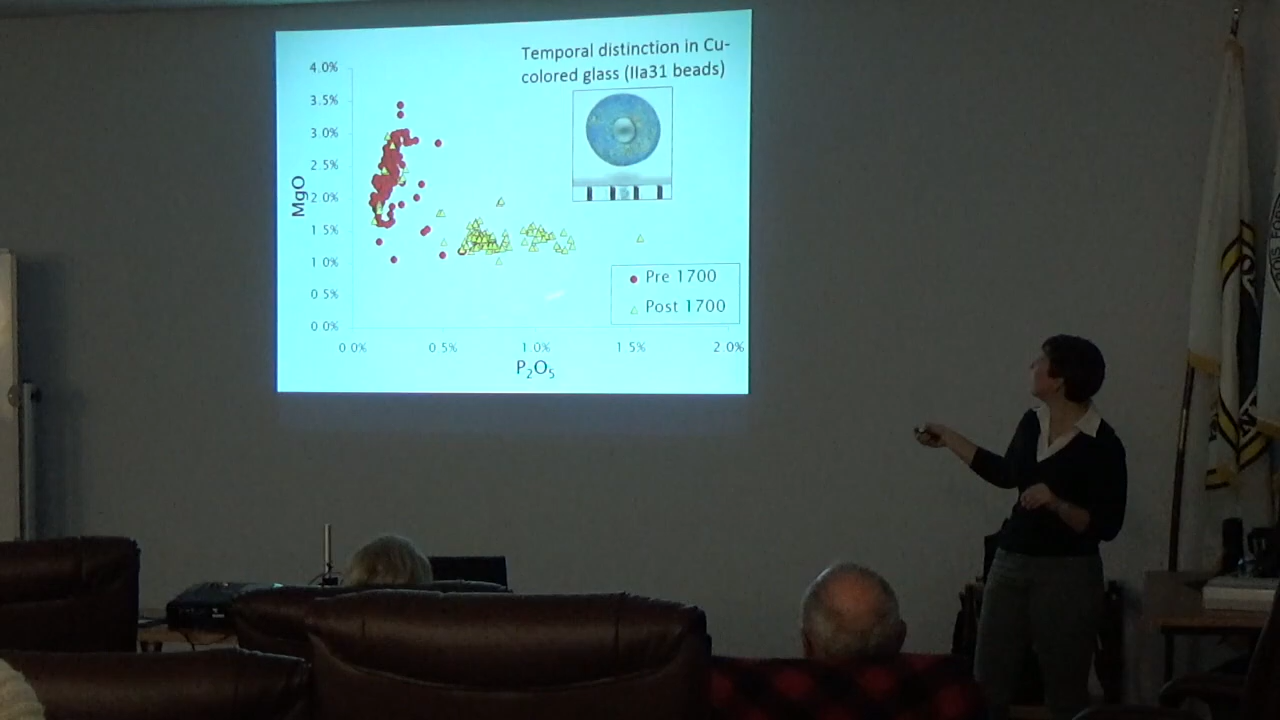 Temporal distinction in Cu-
colored glass (IIa31 beads)
4.0%
3.5%
3.0%
2.5%
2.0%
1.5%
1.0%
0.5%
0.0%
MgO
Pre 1700
Post 1700
0.0%
0.5%
1.0%
1.5%
2.0%
P₂O₅